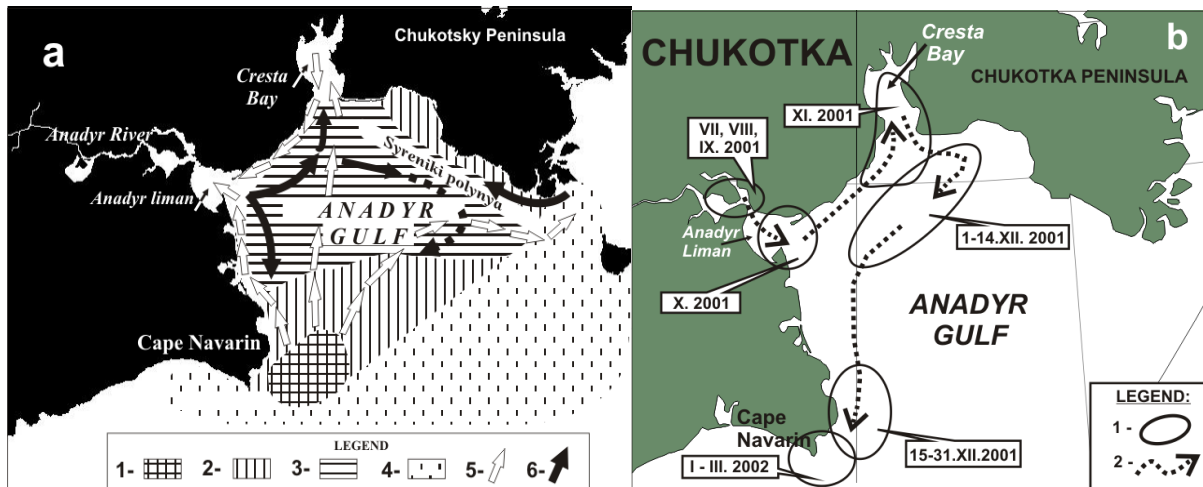 a
Chukotsky Peninsula
Cresta
Bay
Anadyr River
Syreniki polynya
Anadyr liman
ANADYR
GULF
Cape Navarin
LEGEND
1-
2-
3-
4-
5-
6-
b
CHUKOTKA
Cresta
Bay
CHUKOTKA PENINSULA
XI. 2001
VII, VIII,
IX. 2001
Anadyr
Liman
1-14.XII. 2001
X. 2001
ANADYR
GULF
Cape
Navarin
15-31.XII.2001
I - III. 2002
LEGEND:
1 -
2 -